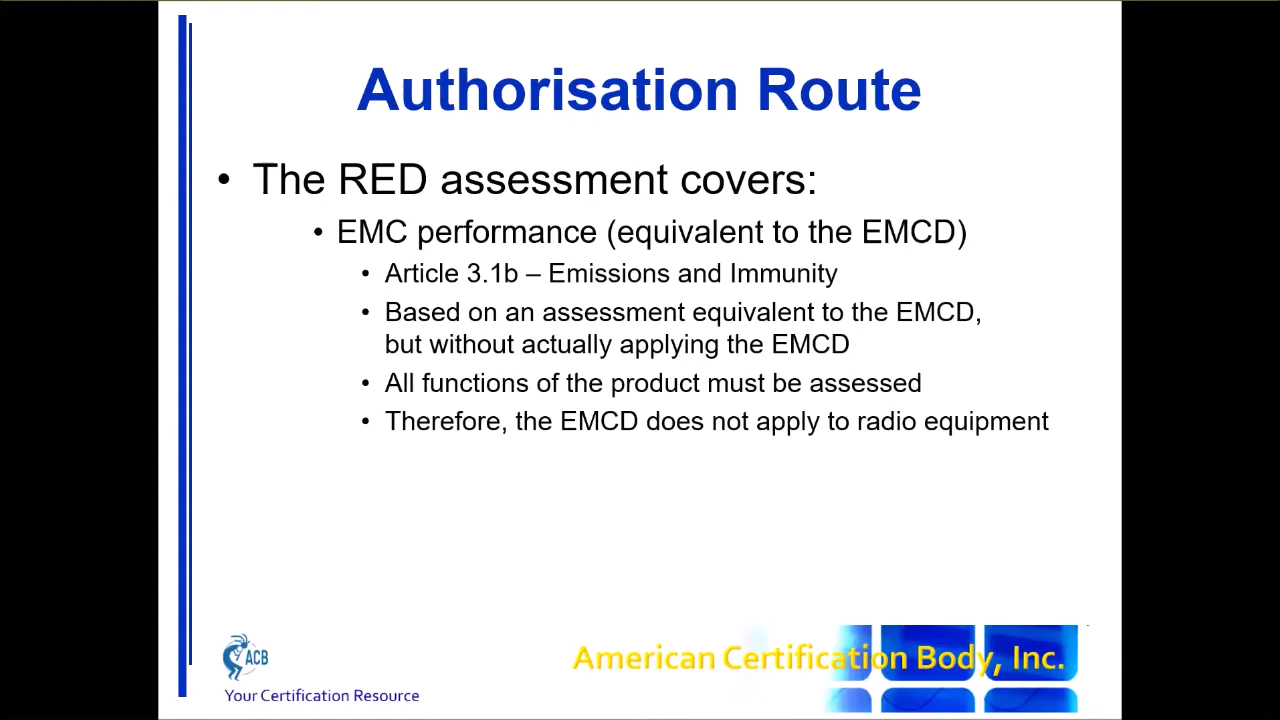 Authorisation Route
• The RED assessment covers:
• EMC performance (equivalent to the EMCD)
• Article 3.1b – Emissions and Immunity
• Based on an assessment equivalent to the EMCD,
but without actually applying the EMCD
• All functions of the product must be assessed
• Therefore, the EMCD does not apply to radio equipment
ACB
American Certification Body, Inc.
Your Certification Resource